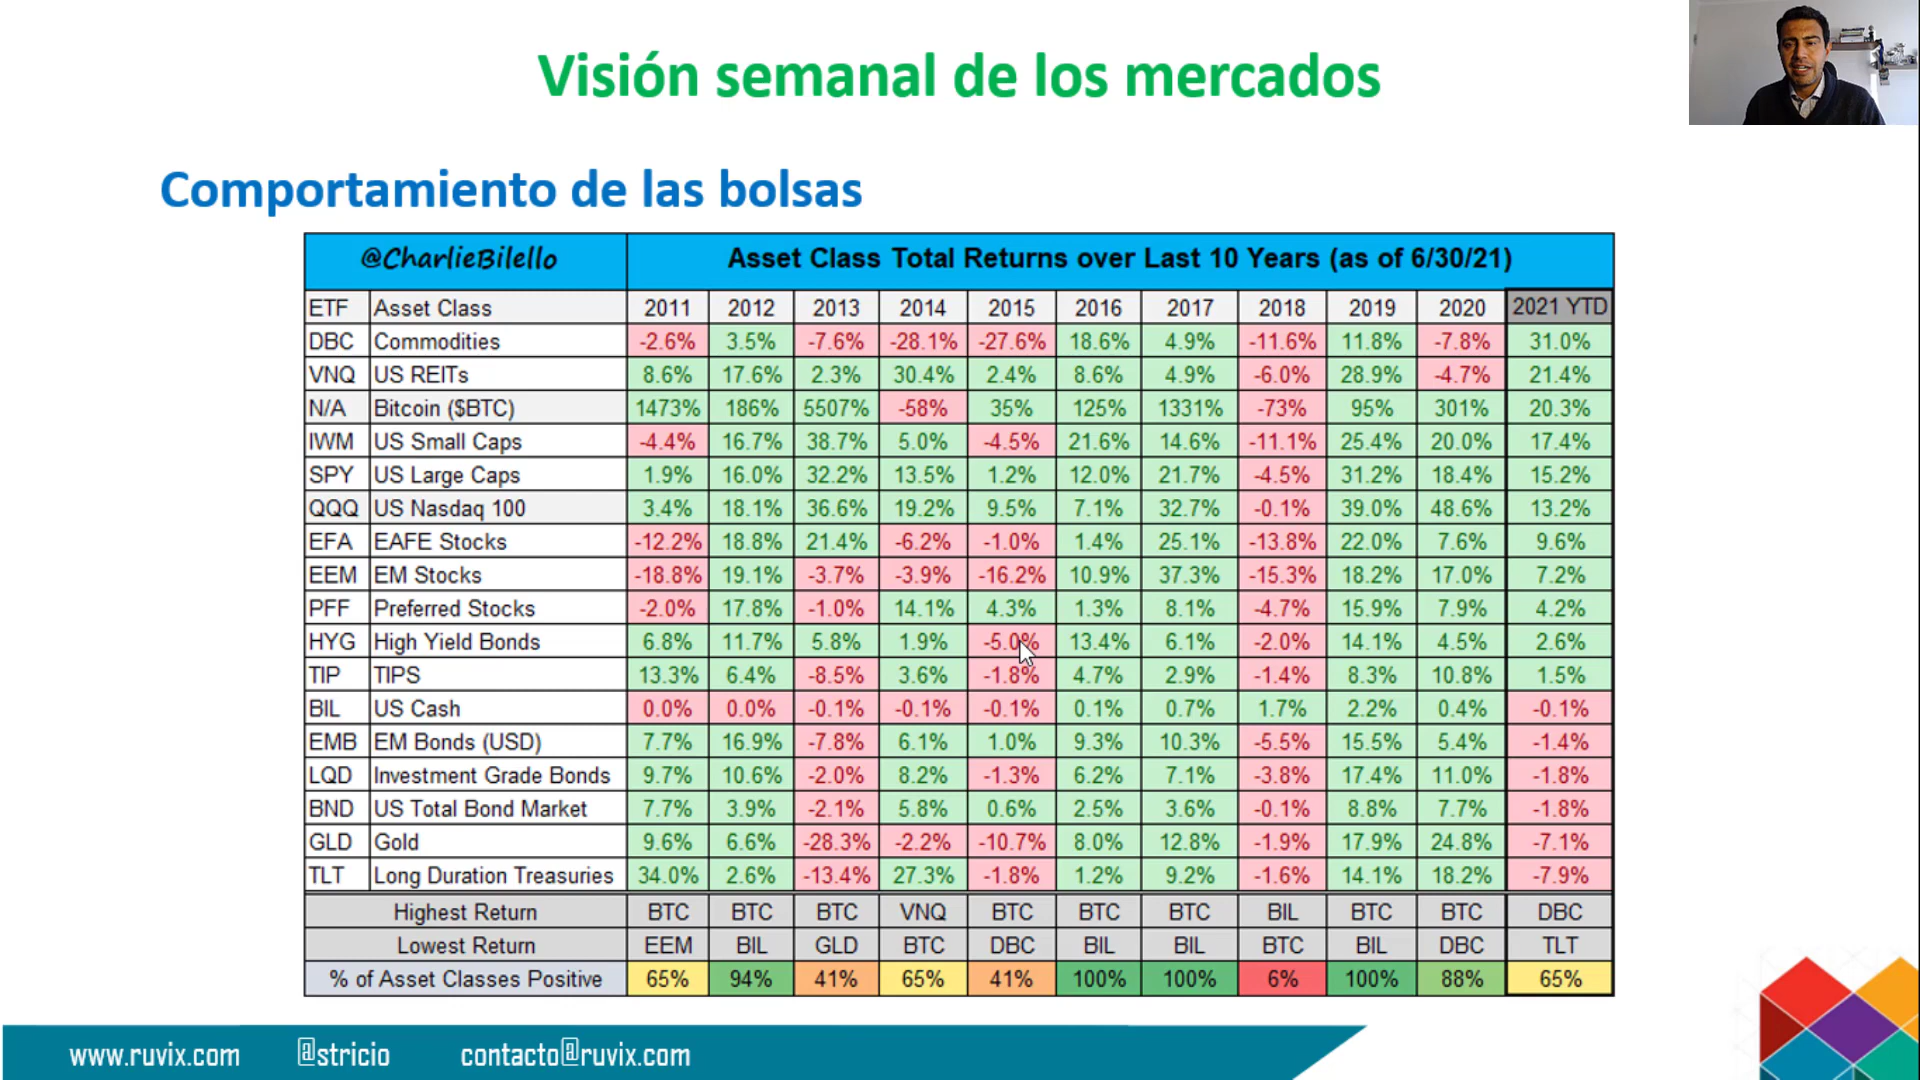 Visión semanal de los mercados
Comportamiento de las bolsas
@CharlieBilello Asset Class Total Returns over Last 10 Years (as of 6/30/21)
ETF Asset Class 2011 2012 2013 2014 2015 2016 2017 2018 2019 2020 2021 YTD
DBC Commodities -2.6% 3.5% -7.6% -28.1% -27.6% 18.6% 4.9% -11.6% 11.8% -7.8% 31.0%
VNQ US REITs 8.6% 17.6% 2.3% 30.4% 2.4% 8.6% 4.9% -6.0% 28.9% -4.7% 21.4%
N/A Bitcoin ($BTC) 1473% 186% 5507% -58% 35% 125% 1331% -73% 95% 301% 20.3%
IWM US Small Caps -4.4% 16.7% 38.7% 5.0% -4.5% 21.6% 14.6% -11.1% 25.4% 20.0% 17.4%
SPY US Large Caps 1.9% 16.0% 32.2% 13.5% 1.2% 12.0% 21.7% -4.5% 31.2% 18.4% 15.2%
QQQ US Nasdaq 100 3.4% 18.1% 36.6% 19.2% 9.5% 7.1% 32.7% -0.1% 39.0% 48.6% 13.2%
EFA EAFE Stocks -12.2% 18.8% 21.4% -6.2% -1.0% 1.4% 25.1% -13.8% 22.0% 7.6% 9.6%
EEM EM Stocks -18.8% 19.1% -3.7% -3.9% -16.2% 10.9% 37.3% -15.3% 18.2% 17.0% 7.2%
PFF Preferred Stocks -2.0% 17.8% -1.0% 14.1% 4.3% 1.3% 8.1% -4.7% 15.9% 7.9% 4.2%
HYG High Yield Bonds 6.8% 11.7% 5.8% 1.9% -5.0% 13.4% 6.1% -2.0% 14.1% 4.5% 2.6%
TIP TIPS 13.3% 6.4% -8.5% 3.6% -1.8% 4.7% 2.9% -1.4% 8.3% 10.8% 1.5%
BIL US Cash 0.0% 0.0% -0.1% -0.1% -0.1% 0.1% 0.7% 1.7% 2.2% 0.4% -0.1%
EMB EM Bonds (USD) 7.7% 16.9% -7.8% 6.1% 1.0% 9.3% 10.3% -5.5% 15.5% 5.4% -1.4%
LQD Investment Grade Bonds 9.7% 10.6% -2.0% 8.2% -1.3% 6.2% 7.1% -3.8% 17.4% 11.0% -1.8%
BND US Total Bond Market 7.7% 3.9% -2.1% 5.8% 0.6% 2.5% 3.6% -0.1% 8.8% 7.7% -1.8%
GLD Gold 9.6% 6.6% -28.3% -2.2% -10.7% 8.0% 12.8% -1.9% 17.9% 24.8% -7.1%
TLT Long Duration Treasuries 34.0% 2.6% -13.4% 27.3% -1.8% 1.2% 9.2% -1.6% 14.1% 18.2% -7.9%
Highest Return BTC BTC BTC VNQ BTC BTC BTC BIL BTC BTC DBC
Lowest Return EEM BIL GLD BTC DBC BIL BIL BTC BIL DBC TLT
% of Asset Classes Positive 65% 94% 41% 65% 41% 100% 100% 6% 100% 88% 65%
www.ruvix.com @stricio contacto@ruvix.com